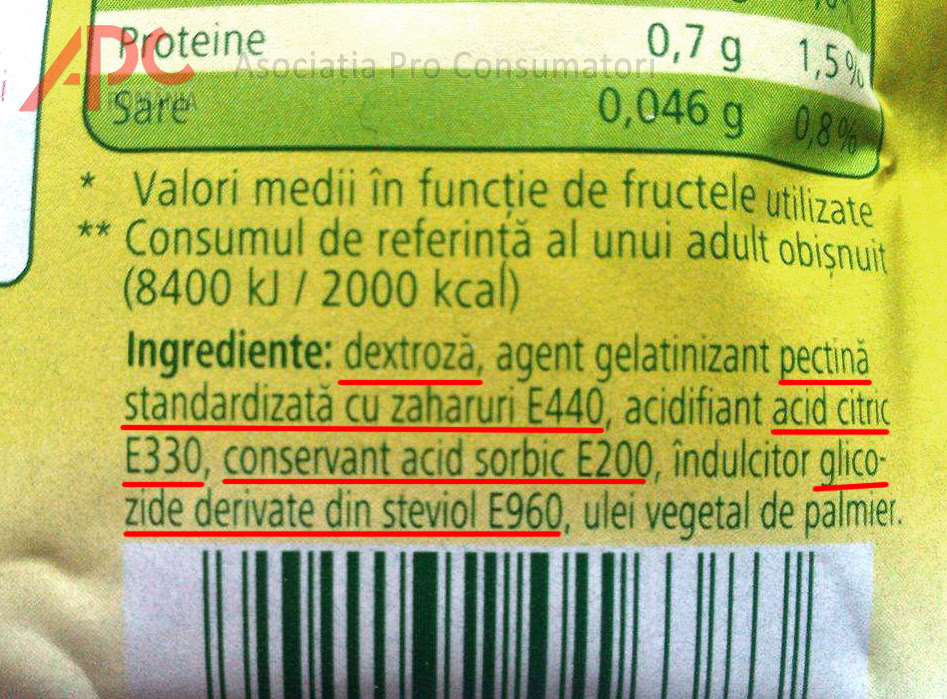 Proteine 0,7 g 1,5%
APC ROMÂNIA Asociația Pro Consumatori
Sare 0,046 g 0,8%
* Valori medii în funcție de fructele utilizate
** Consumul de referință al unui adult obișnuit
(8400 kJ / 2000 kcal)
Ingrediente: dextroză, agent gelatinizant pectină
standardizată cu zaharuri E440, acidifiant acid citric
E330, conservant acid sorbic E200, îndulcitor glico-
zide derivate din steviol E960, ulei vegetal de palmier.